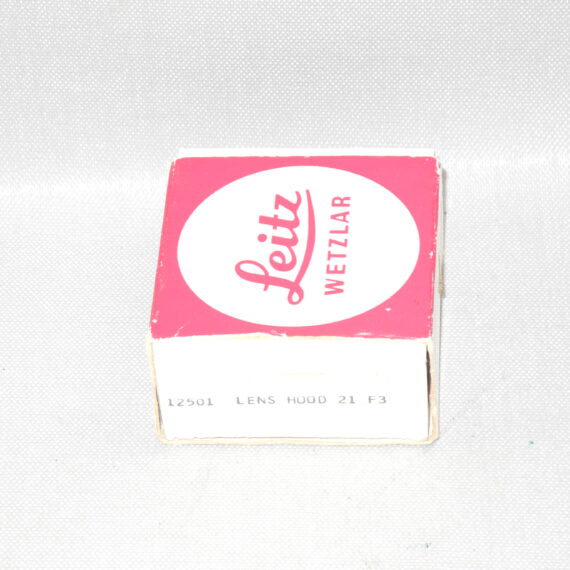 Leitz
WETZLAR
12501 LENS HOOD 21 F3